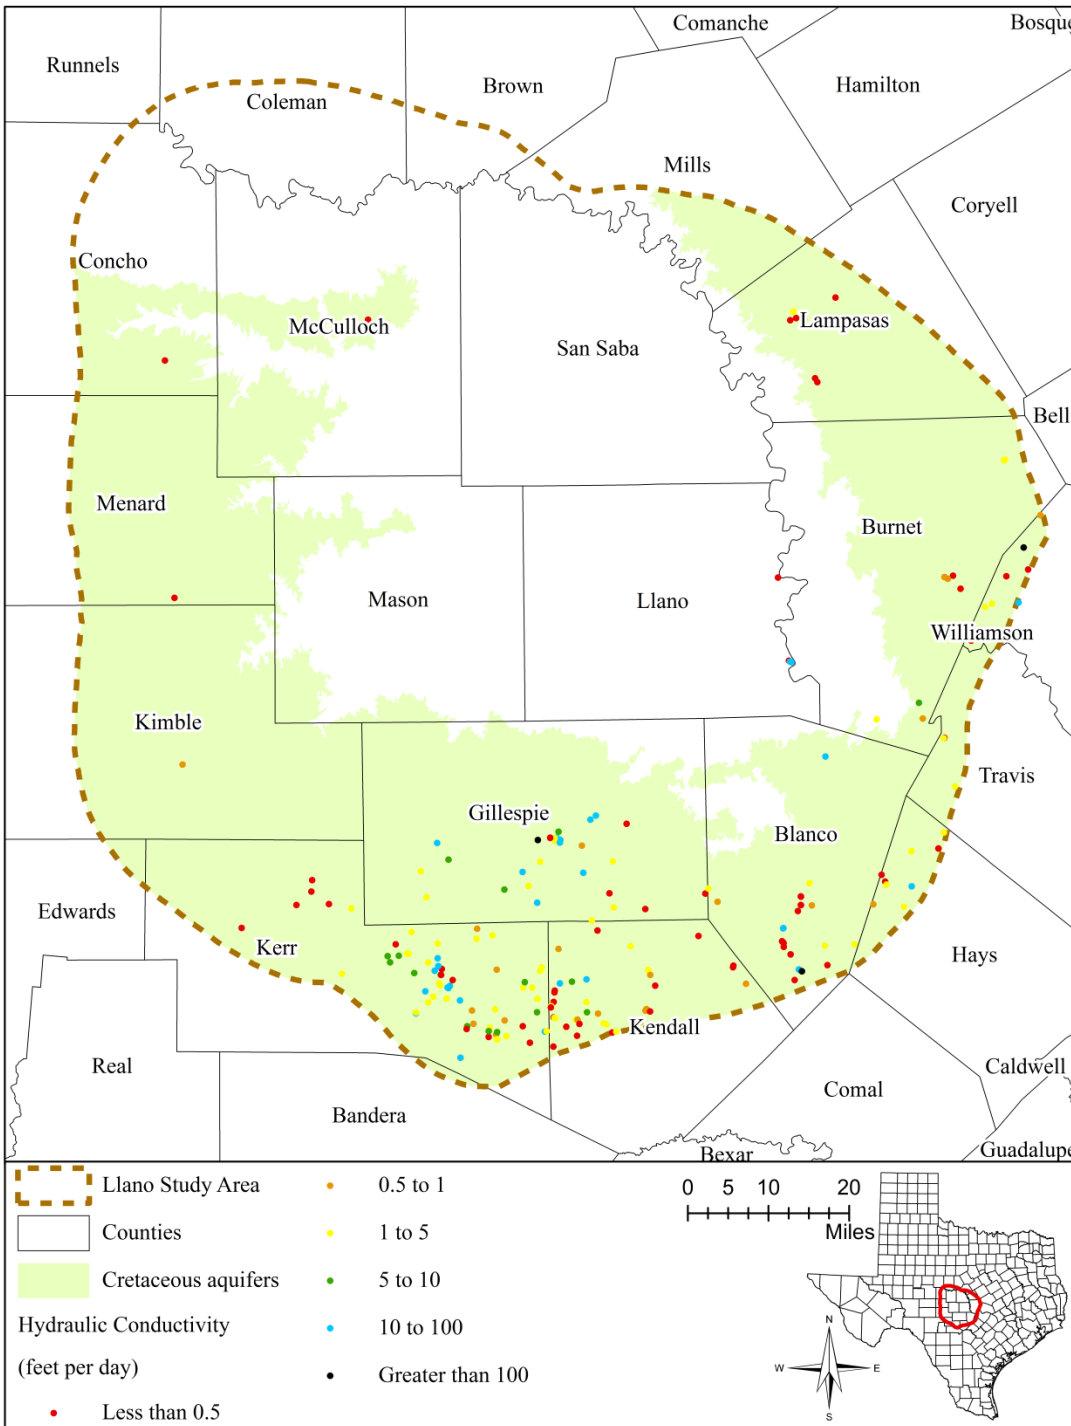 Comanche
Bosque
Runnels
Brown
Hamilton
Coleman
Mills
Coryell
Concho
McCulloch
Lampasas
San Saba
Bell
Menard
Burnet
Mason
Llano
Williamson
Kimble
Travis
Gillespie
Blanco
Edwards
Kerr
Hays
Kendall
Real
Caldwell
Comal
Bandera
Bexar
Guadalupe
Llano Study Area
Counties
Cretaceous aquifers
Hydraulic Conductivity
(feet per day)
Less than 0.5
0.5 to 1
1 to 5
5 to 10
10 to 100
Greater than 100
0 5 10 20
Miles
N
W E
S